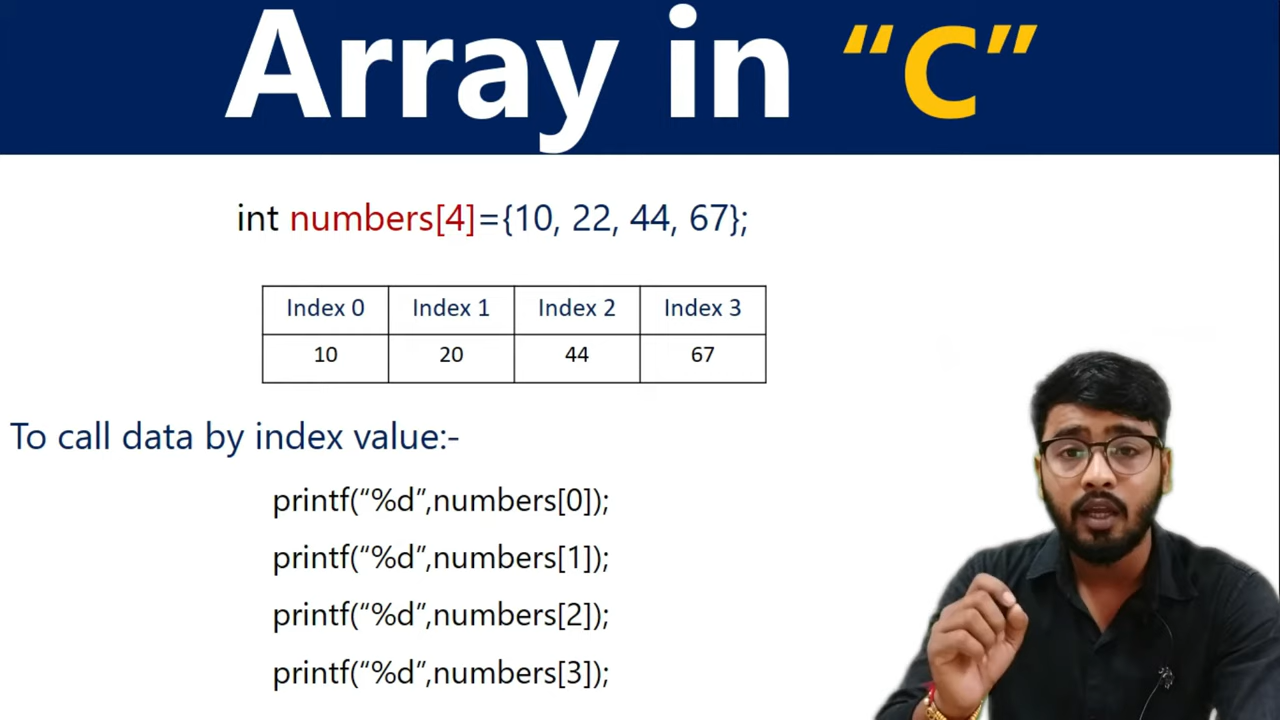 Array in “C”
int numbers[4]={10, 22, 44, 67};
Index 0 Index 1 Index 2 Index 3
10 20 44 67
To call data by index value:-
printf(“%d”,numbers[0]);
printf(“%d”,numbers[1]);
printf(“%d”,numbers[2]);
printf(“%d”,numbers[3]);